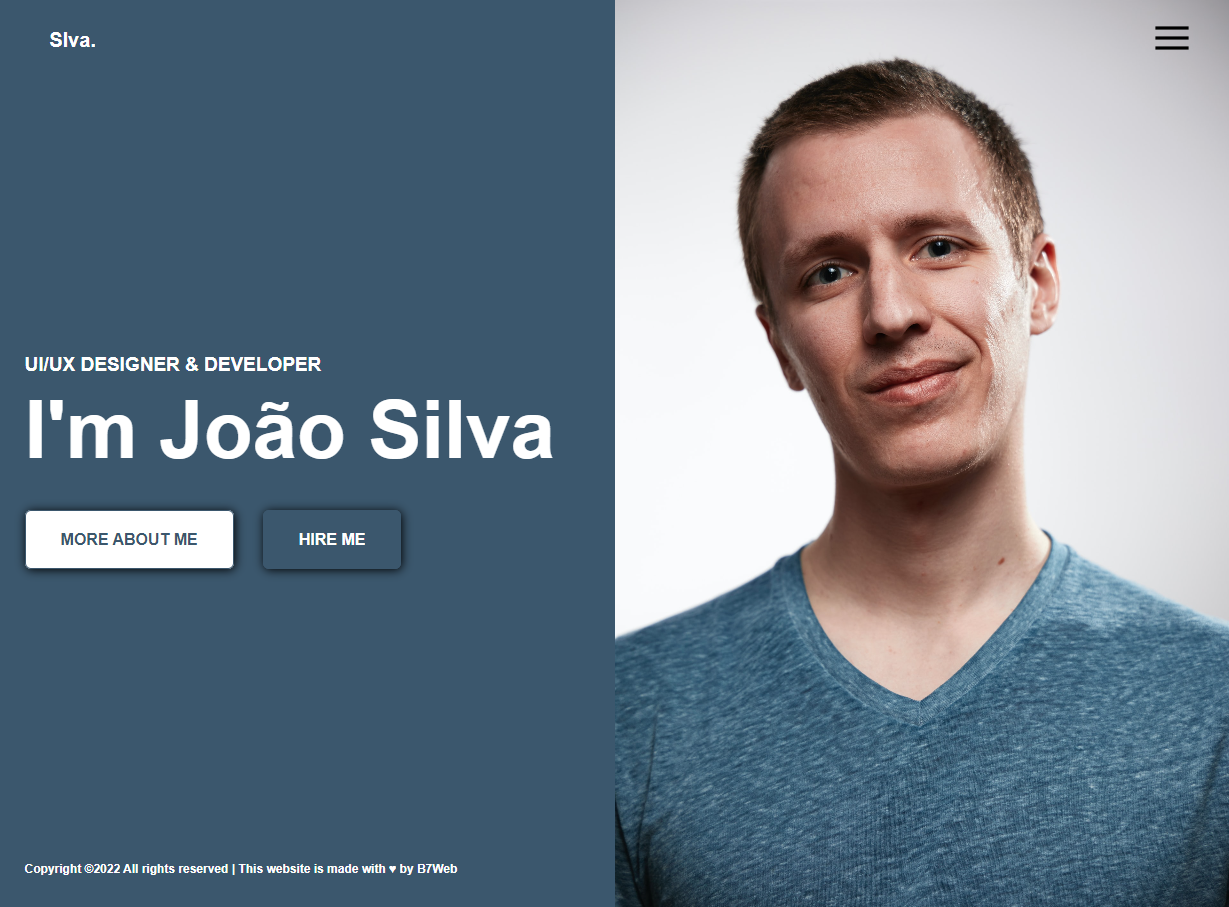 Slva.
UI/UX DESIGNER & DEVELOPER
I'm João Silva
MORE ABOUT ME
HIRE ME
Copyright ©2022 All rights reserved | This website is made with ♥ by B7Web